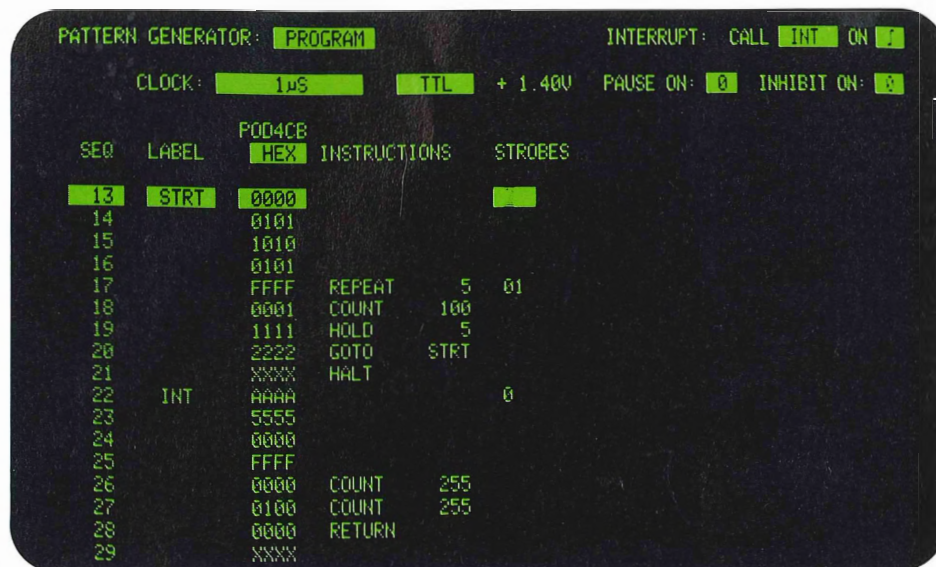 PATTERN GENERATOR: PROGRAM INTERRUPT: CALL INT ON
CLOCK: 1µS TTL + 1.40V PAUSE ON: 0 INHIBIT ON: 0
POD4CB
SEQ LABEL HEX INSTRUCTIONS STROBES
13 STRT 0000
14 0101
15 1010
16 0101
17 FFFF REPEAT 5 01
18 0001 COUNT 100
19 1111 HOLD 5
20 2222 GOTO STRT
21 XXXX HALT
22 INT AAAA 0
23 5555
24 0000
25 FFFF
26 0000 COUNT 255
27 0100 COUNT 255
28 0000 RETURN
29 XXXX